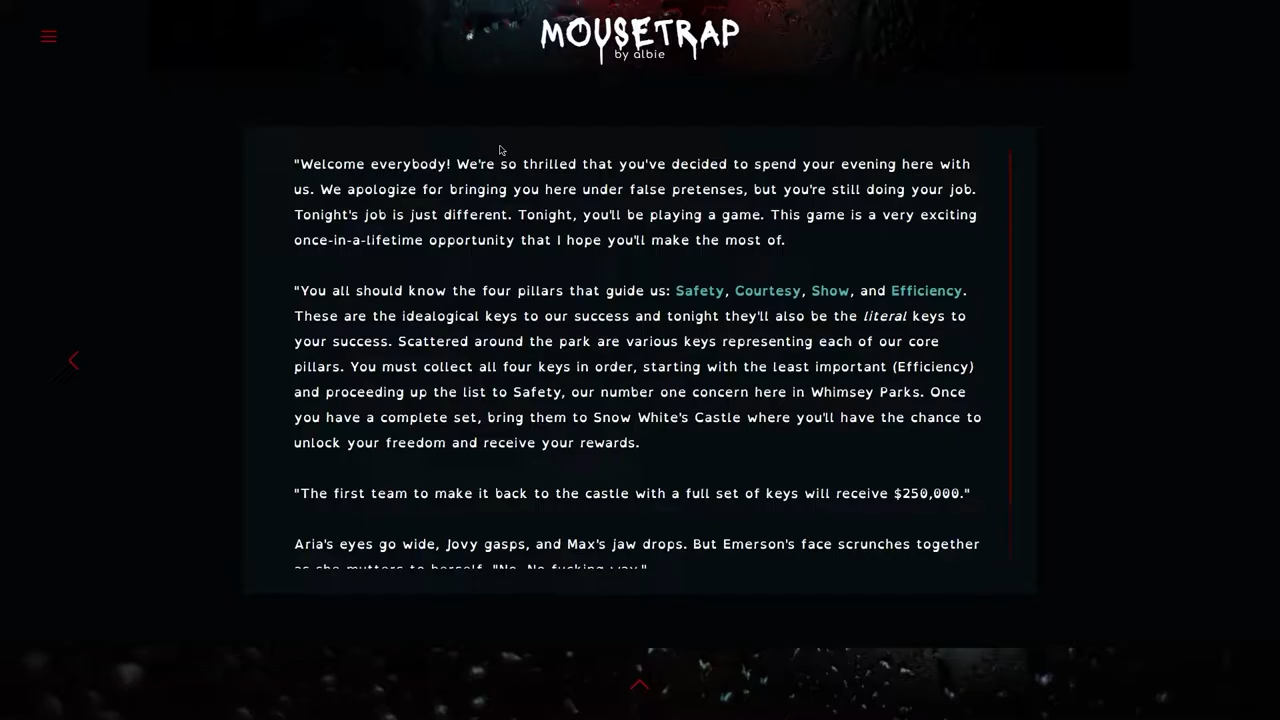 MOUSETRAP
by albie
"Welcome everybody! We're so thrilled that you've decided to spend your evening here with
us. We apologize for bringing you here under false pretenses, but you're still doing your job.
Tonight's job is just different. Tonight, you'll be playing a game. This game is a very exciting
once-in-a-lifetime opportunity that I hope you'll make the most of.
"You all should know the four pillars that guide us: Safety, Courtesy, Show, and Efficiency.
These are the idealogical keys to our success and tonight they'll also be the literal keys to
your success. Scattered around the park are various keys representing each of our core
pillars. You must collect all four keys in order, starting with the least important (Efficiency)
and proceeding up the list to Safety, our number one concern here in Whimsey Parks. Once
you have a complete set, bring them to Snow White's Castle where you'll have the chance to
unlock your freedom and receive your rewards.
"The first team to make it back to the castle with a full set of keys will receive $250,000."
Aria's eyes go wide, Jovy gasps, and Max's jaw drops. But Emerson's face scrunches together
as she mutters to herself, "No. No fucking way."